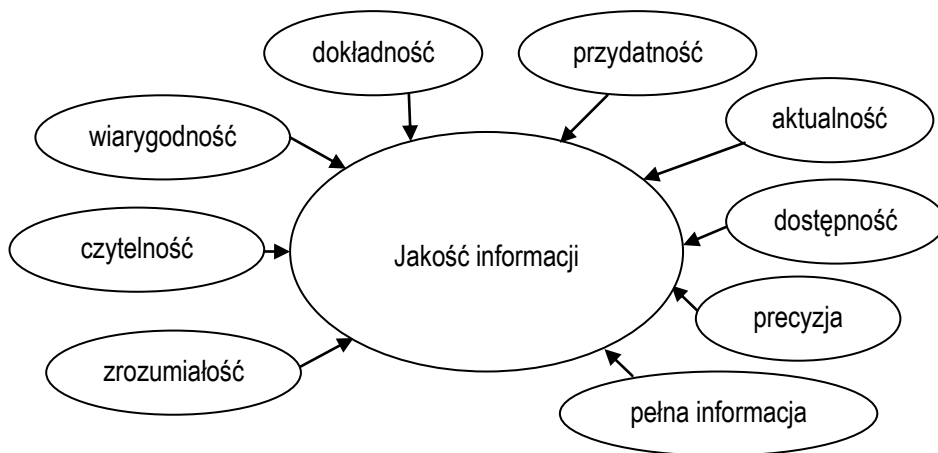 dokładność
przydatność
wiarygodność
aktualność
czytelność
dostępność
Jakość informacji
precyzja
zrozumiałość
pełna informacja